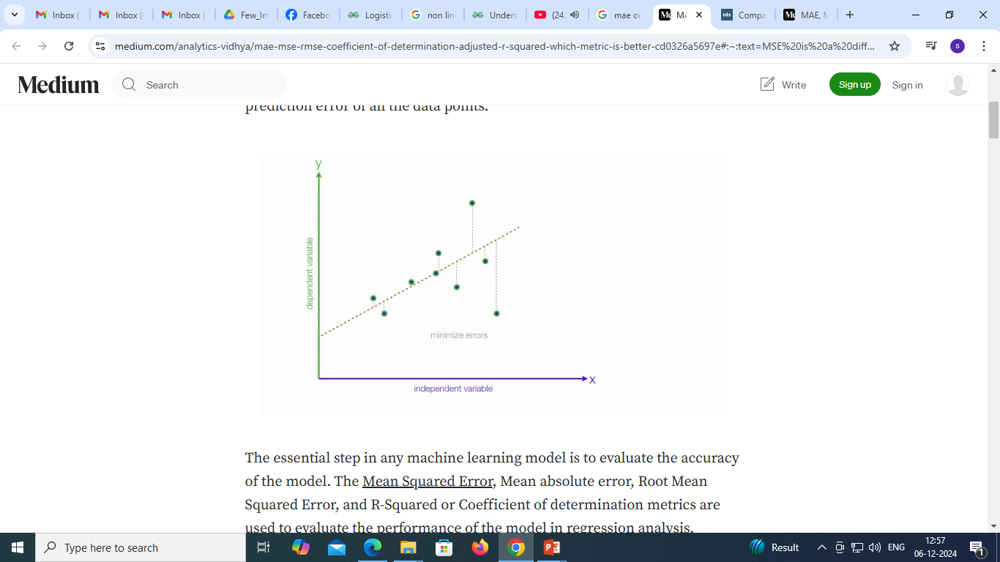 Inbox (
Inbox ((
Inbox (
Few_Im
Facebo
Logistic
non line
Unders
(24
mae or
MA
Compa
MAE, M
medium.com/analytics-vidhya/mae-mse-rmse-coefficient-of-determination-adjusted-r-squared-which-metric-is-better-cd0326a5697e#:~:text=MSE%20is%20a%20diff...
s
Medium
Search
Write
Sign up
Sign in
prediction error of all the data points.
y
dependent variable
minimize errors
x
independent variable
The essential step in any machine learning model is to evaluate the accuracy
of the model. The Mean Squared Error, Mean absolute error, Root Mean
Squared Error, and R-Squared or Coefficient of determination metrics are
used to evaluate the performance of the model in regression analysis.
Type here to search
Result
ENG
12:57
06-12-2024
1